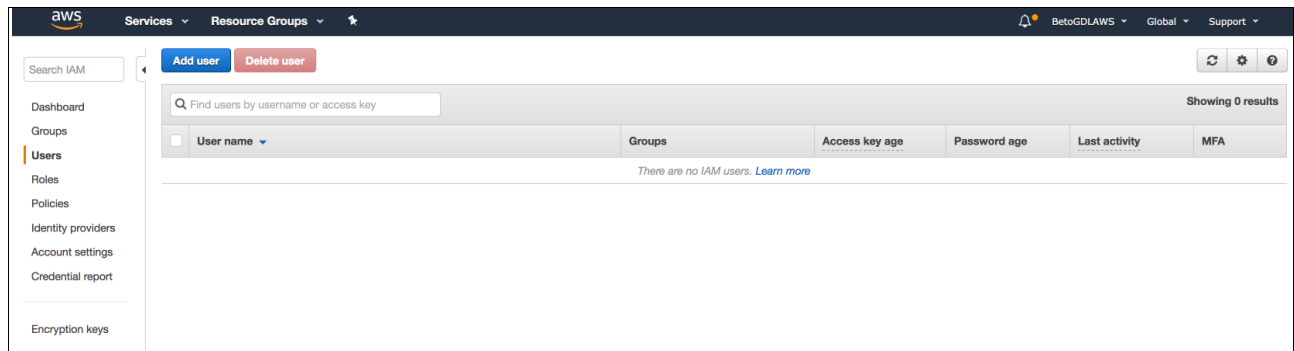 aws Services Resource Groups BetoGDLAWS Global Support
Search IAM
Dashboard
Groups
Users
Roles
Policies
Identity providers
Account settings
Credential report
Encryption keys
Add user Delete user
Find users by username or access key Showing 0 results
User name Groups Access key age Password age Last activity MFA
There are no IAM users. Learn more